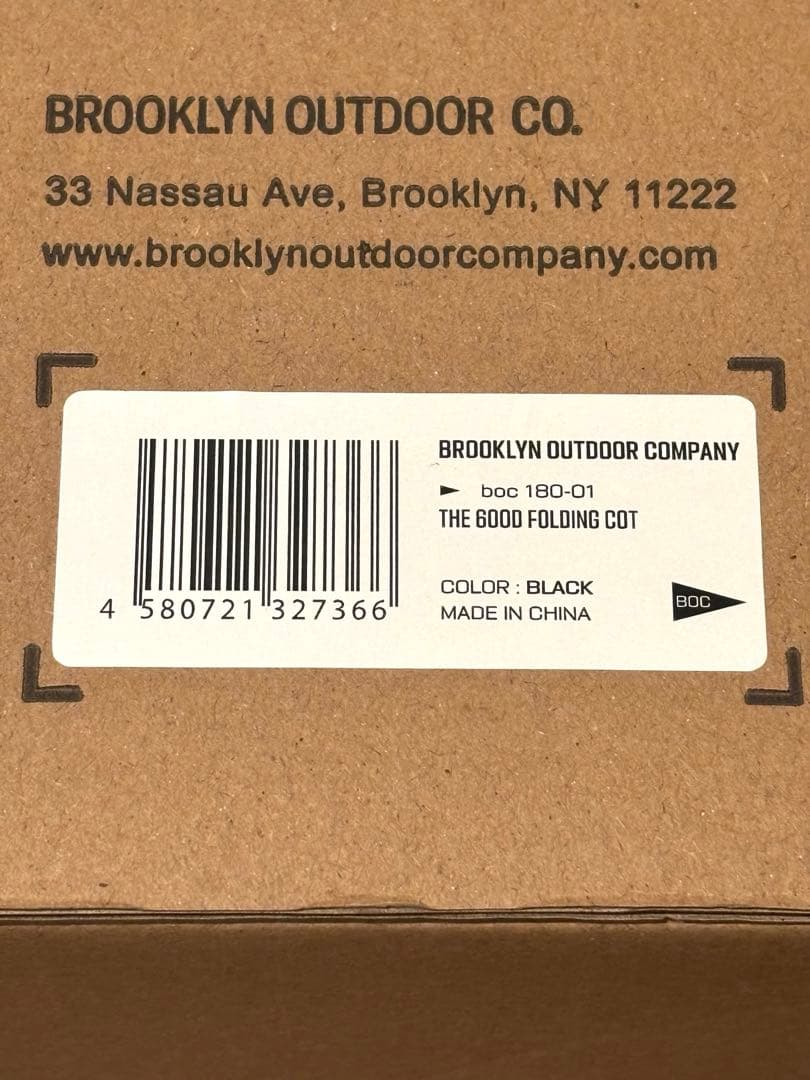 BROOKLYN OUTDOOR CO.
33 Nassau Ave, Brooklyn, NY 11222
www.brooklynoutdoorcompany.com
BROOKLYN OUTDOOR COMPANY
boc 180-01
THE 600D FOLDING COT
COLOR : BLACK
MADE IN CHINA
BOC
4 580721 327366